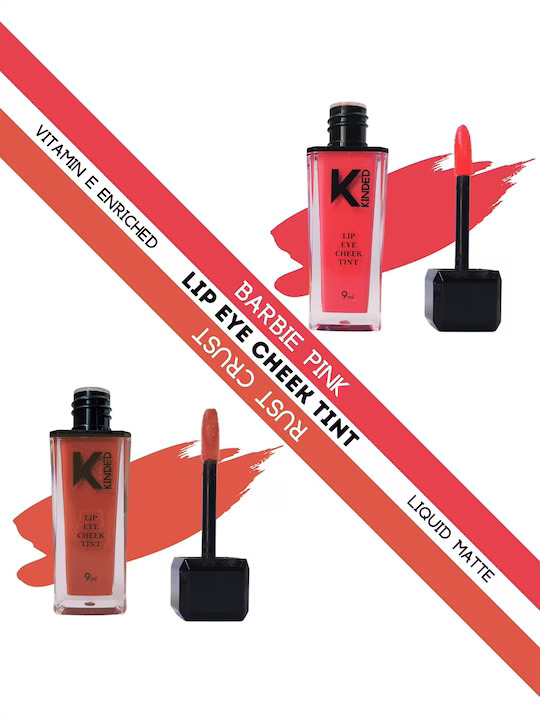 VITAMIN E ENRICHED
BARBIE PINK
LIP EYE CHEEK TINT
RUST CRUST
LIQUID MATTE
K
KINDED
LIP
EYE
CHEEK
TINT
9ml
K
KINDED
LIP
EYE
CHEEK
TINT
9ml